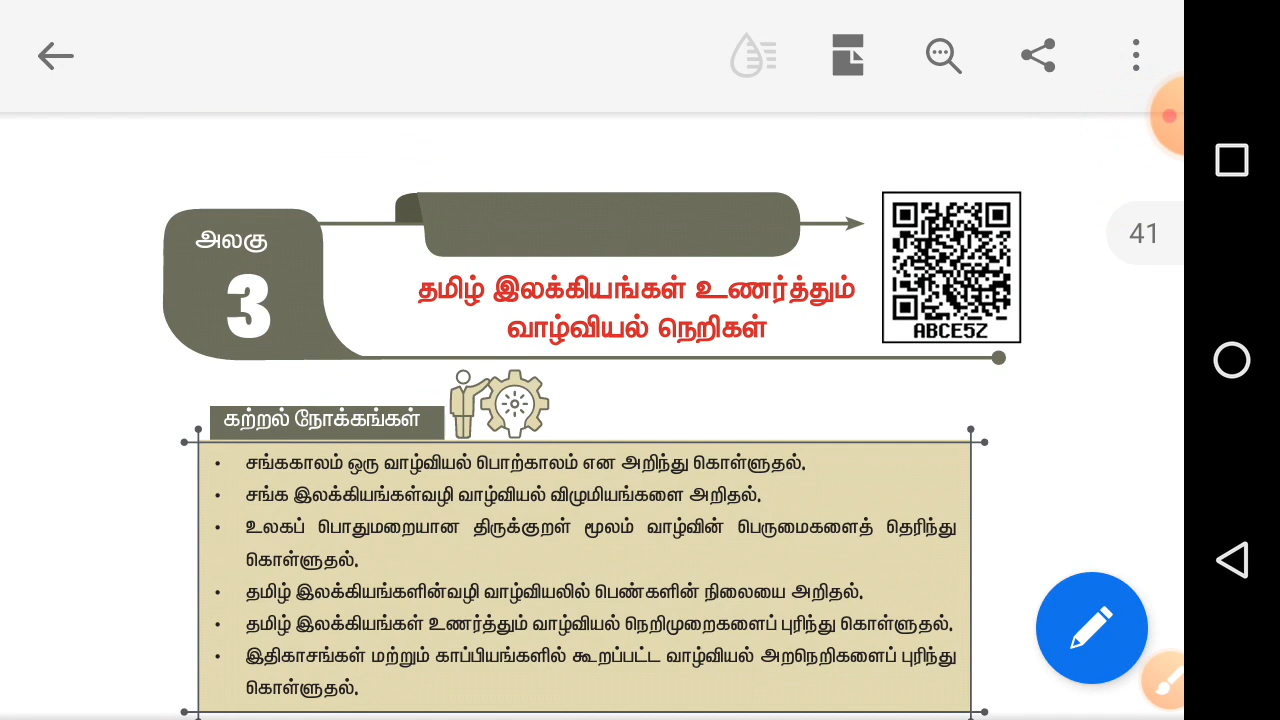 41
அலகு
3
தமிழ் இலக்கியங்கள் உணர்த்தும்
வாழ்வியல் நெறிகள்
ABCE5Z
கற்றல் நோக்கங்கள்
• சங்ககாலம் ஒரு வாழ்வியல் பொற்காலம் என அறிந்து கொள்ளுதல்.
• சங்க இலக்கியங்கள்வழி வாழ்வியல் விழுமியங்களை அறிதல்.
• உலகப் பொதுமறையான திருக்குறள் மூலம் வாழ்வின் பெருமைகளைத் தெரிந்து
கொள்ளுதல்.
• தமிழ் இலக்கியங்களின்வழி வாழ்வியலில் பெண்களின் நிலையை அறிதல்.
• தமிழ் இலக்கியங்கள் உணர்த்தும் வாழ்வியல் நெறிமுறைகளைப் புரிந்து கொள்ளுதல்.
• இதிகாசங்கள் மற்றும் காப்பியங்களில் கூறப்பட்ட வாழ்வியல் அறநெறிகளைப் புரிந்து
கொள்ளுதல்.